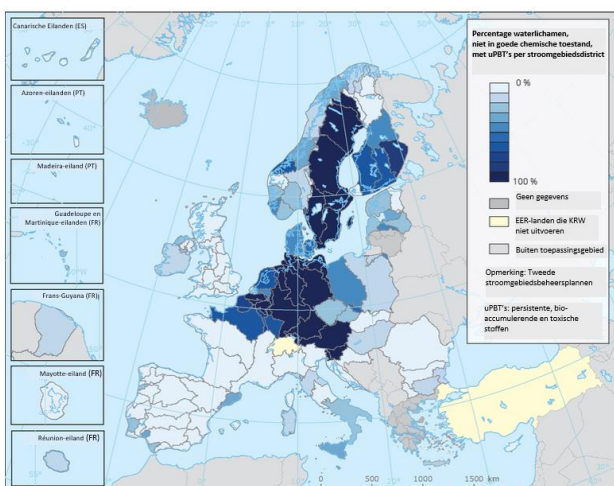 Canarische Eilanden (ES)
Azoren-eilanden (PT)
Madeira-eiland (PT)
Guadeloupe en
Martinique-eilanden (FR)
Frans-Guyana (FR)
Mayotte-eiland (FR)
Réunion-eiland (FR)
Percentage waterlichamen,
niet in goede chemische toestand,
met uPBT's per stroomgebiedsdistrict
0 %
100 %
Geen gegevens
EER-landen die KRW
niet uitvoeren
Buiten toepassingsgebied
Opmerking: Tweede
stroomgebiedsbeheersplannen
uPBT's: persistente, bio-
accumulerende en toxische
stoffen
0 500 1000 1500 km